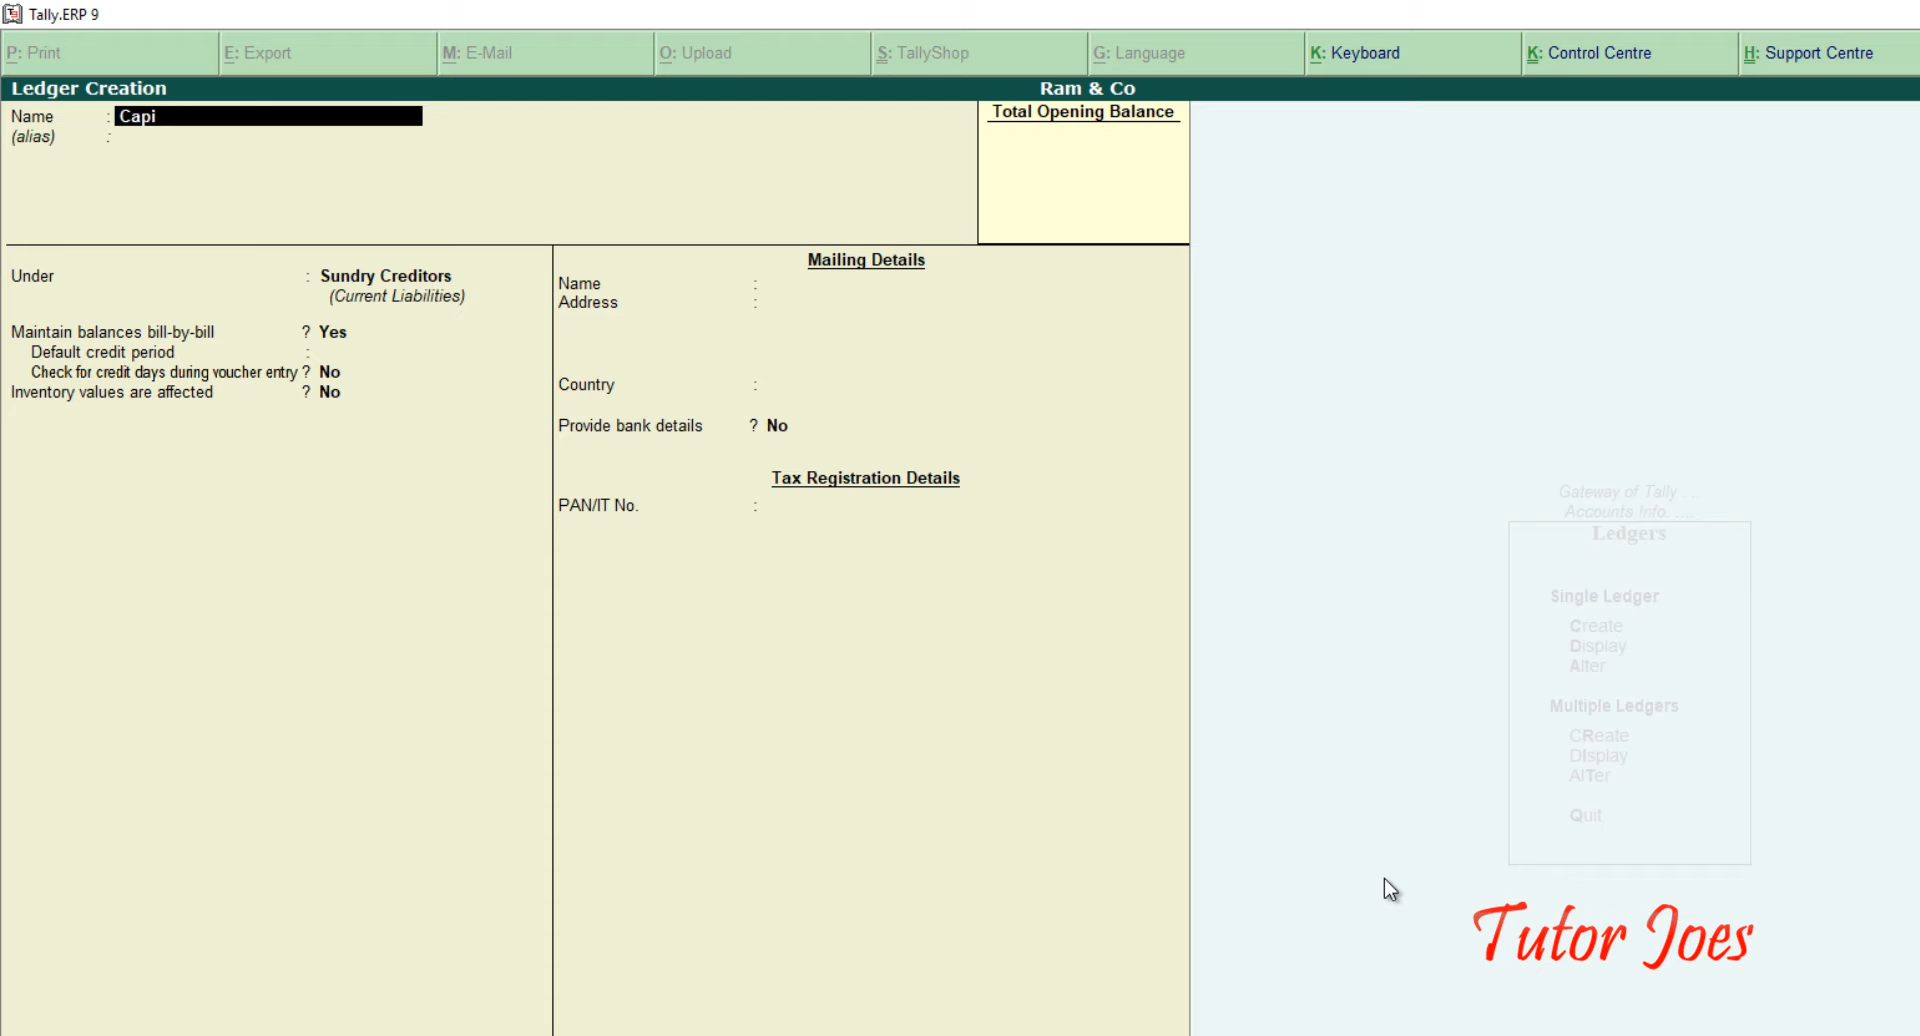 Tally.ERP 9
P: Print E: Export M: E-Mail O: Upload S: TallyShop G: Language K: Keyboard K: Control Centre H: Support Centre
Ledger Creation Ram & Co
Name : Capi
(alias) :
Total Opening Balance
Under : Sundry Creditors
(Current Liabilities)
Maintain balances bill-by-bill ? Yes
Default credit period :
Check for credit days during voucher entry ? No
Inventory values are affected ? No
Mailing Details
Name :
Address :
Country :
Provide bank details ? No
Tax Registration Details
PAN/IT No. :
Gateway of Tally ....
Accounts Info. ....
Ledgers
Single Ledger
Create
Display
Alter
Multiple Ledgers
CReate
DIsplay
AlTer
Quit
Tutor Joes